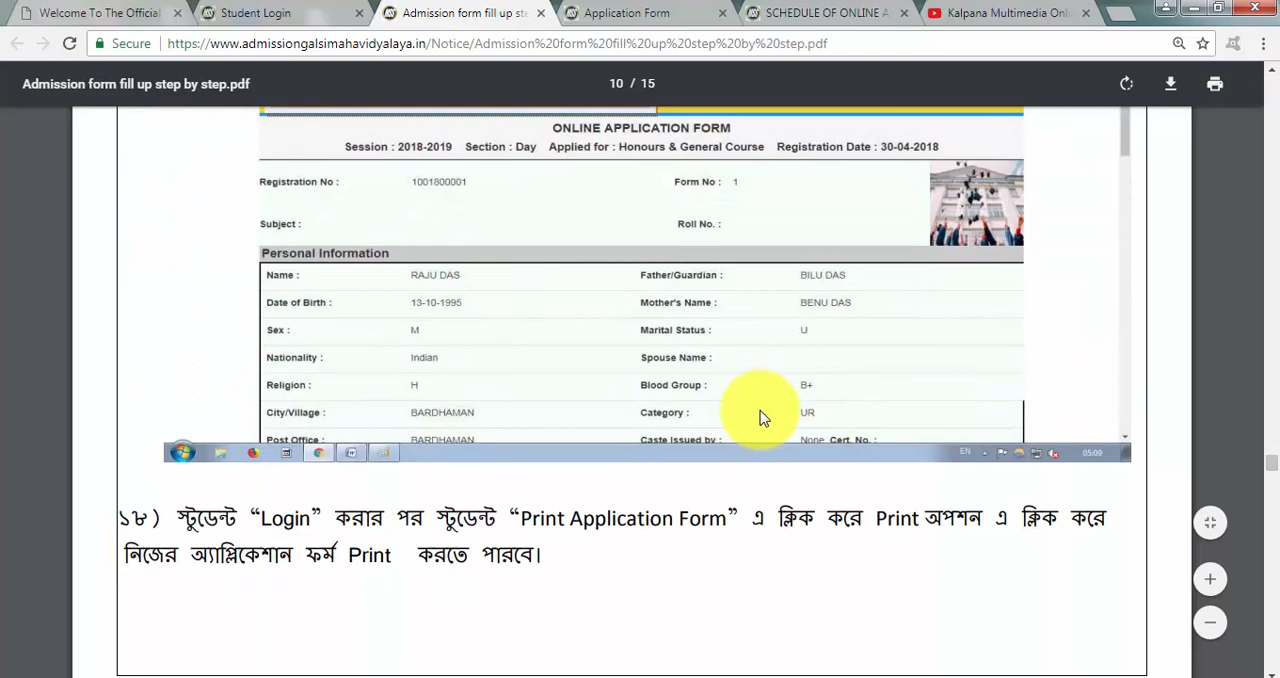 Welcome To The Official
Student Login
Admission form fill up ste
Application Form
SCHEDULE OF ONLINE A
Kalpana Multimedia Onl
Secure
https://www.admissiongalsimahavidyalaya.in/Notice/Admission%20form%20fill%20up%20step%20by%20step.pdf
Admission form fill up step by step.pdf
10 / 15
ONLINE APPLICATION FORM
Session : 2018-2019 Section : Day Applied for : Honours & General Course Registration Date : 30-04-2018
Registration No : 1001800001 Form No : 1
Subject : Roll No. :
Personal Information
Name : RAJU DAS Father/Guardian : BILU DAS
Date of Birth : 13-10-1995 Mother's Name : BENU DAS
Sex : M Marital Status : U
Nationality : Indian Spouse Name :
Religion : H Blood Group : B+
City/Village : BARDHAMAN Category : UR
Post Office : BARDHAMAN Caste Issued by : None Cert. No. :
EN 05:09
১৮) স্টুডেন্ট “Login” করার পর স্টুডেন্ট “Print Application Form” এ ক্লিক করে Print অপশন এ ক্লিক করে
নিজের অ্যাপ্লিকেশান ফর্ম Print করতে পারবে।